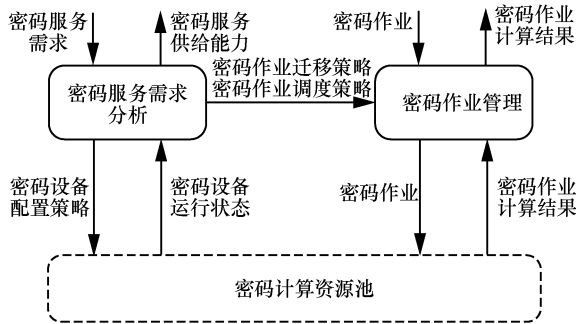 密码服务
需求
密码服务
供给能力
密码作业
密码作业
计算结果
密码作业迁移策略
密码作业调度策略
密码服务需求
分析
密码作业管理
密码设备
配置策略
密码设备
运行状态
密码作业
密码作业
计算结果
密码计算资源池